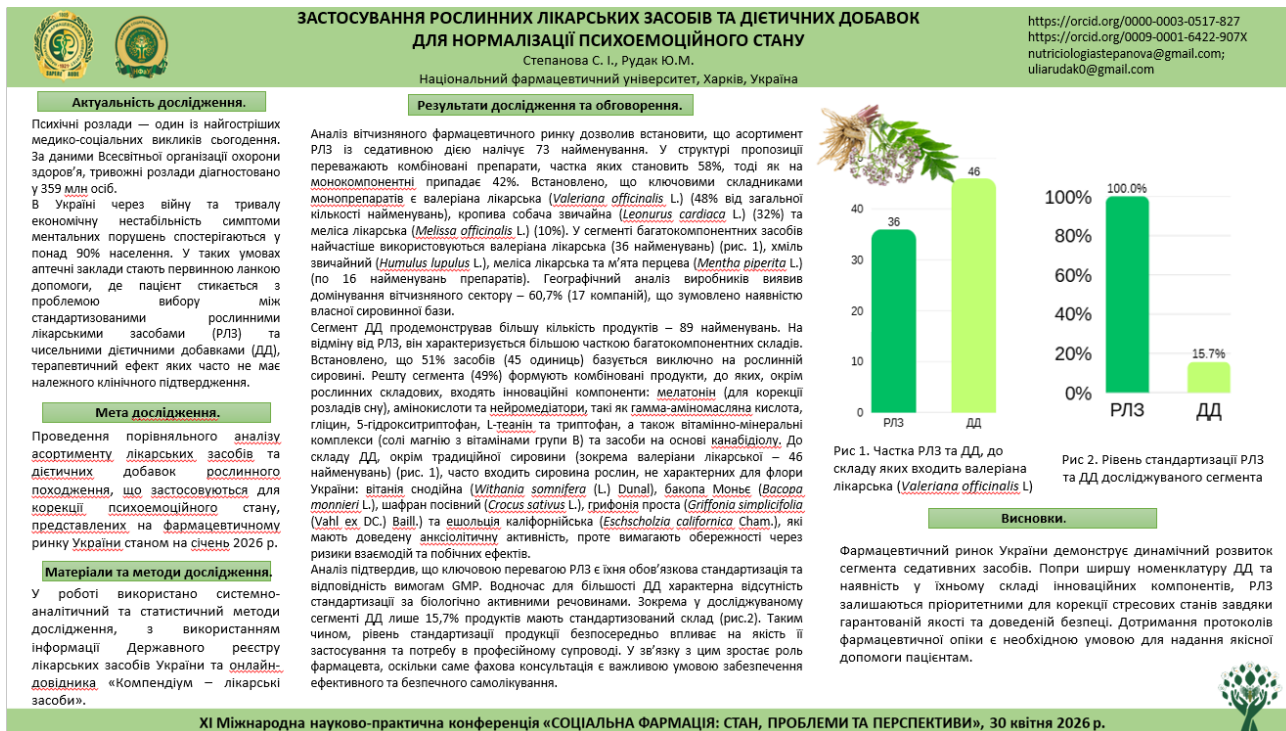 ЗАСТОСУВАННЯ РОСЛИННИХ ЛІКАРСЬКИХ ЗАСОБІВ ТА ДІЄТИЧНИХ ДОБАВОК
ДЛЯ НОРМАЛІЗАЦІЇ ПСИХОЕМОЦІЙНОГО СТАНУ
Степанова С. І., Рудак Ю.М.
Національний фармацевтичний університет, Харків, Україна
https://orcid.org/0000-0003-0517-827
https://orcid.org/0009-0001-6422-907X
nutriciologiastepanova@gmail.com;
uliarudak0@gmail.com
Актуальність дослідження.
Психічні розлади — один із найгостріших
медико-соціальних викликів сьогодення.
За даними Всесвітньої організації охорони
здоров’я, тривожні розлади діагностовано
у 359 млн осіб.
В Україні через війну та тривалу
економічну нестабільність симптоми
ментальних порушень спостерігаються у
понад 90% населення. У таких умовах
аптечні заклади стають первинною ланкою
допомоги, де пацієнт стикається з
проблемою вибору між
стандартизованими рослинними
лікарськими засобами (РЛЗ) та
чисельними дієтичними добавками (ДД),
терапевтичний ефект яких часто не має
належного клінічного підтвердження.
Мета дослідження.
Проведення порівняльного аналізу
асортименту лікарських засобів та
дієтичних добавок рослинного
походження, що застосовуються для
корекції психоемоційного стану,
представлених на фармацевтичному
ринку України станом на січень 2026 р.
Матеріали та методи дослідження.
У роботі використано системно-
аналітичний та статистичний методи
дослідження, з використанням
інформації Державного реєстру
лікарських засобів України та онлайн-
довідника «Компендіум – лікарські
засоби».
Результати дослідження та обговорення.
Аналіз вітчизняного фармацевтичного ринку дозволив встановити, що асортимент
РЛЗ із седативною дією налічує 73 найменування. У структурі пропозиції
переважають комбіновані препарати, частка яких становить 58%, тоді як на
монокомпонентні припадає 42%. Встановлено, що ключовими складниками
монопрепаратів є валеріана лікарська (Valeriana officinalis L.) (48% від загальної
кількості найменувань), кропива собача звичайна (Leonurus cardiaca L.) (32%) та
меліса лікарська (Melissa officinalis L.) (10%). У сегменті багатокомпонентних засобів
найчастіше використовуються валеріана лікарська (36 найменувань) (рис. 1), хміль
звичайний (Humulus lupulus L.), меліса лікарська та м’ята перцева (Mentha piperita L.)
(по 16 найменувань препаратів). Географічний аналіз виробників виявив
домінування вітчизняного сектору – 60,7% (17 компаній), що зумовлено наявністю
власної сировинної бази.
Сегмент ДД продемонстрував більшу кількість продуктів – 89 найменувань. На
відміну від РЛЗ, він характеризується більшою часткою багатокомпонентних складів.
Встановлено, що 51% засобів (45 одиниць) базується виключно на рослинній
сировині. Решту сегмента (49%) формують комбіновані продукти, до яких, окрім
рослинних складових, входять інноваційні компоненти: мелатонін (для корекції
розладів сну), амінокислоти та нейромедіатори, такі як гамма-аміномасляна кислота,
гліцин, 5-гідрокситриптофан, L-теанін та триптофан, а також вітамінно-мінеральні
комплекси (солі магнію з вітамінами групи В) та засоби на основі канабідіолу. До
складу ДД, окрім традиційної сировини (зокрема валеріани лікарської – 46
найменувань) (рис. 1), часто входить сировина рослин, не характерних для флори
України: вітанія снодійна (Withania somnifera (L.) Dunal), бакопа Моньє (Bacopa
monnieri L.), шафран посівний (Crocus sativus L.), грифонія проста (Griffonia simplicifolia
(Vahl ex DC.) Baill.) та ешольція каліфорнійська (Eschscholzia californica Cham.), які
мають доведену анксіолітичну активність, проте вимагають обережності через
ризики взаємодій та побічних ефектів.
Аналіз підтвердив, що ключовою перевагою РЛЗ є їхня обов’язкова стандартизація та
відповідність вимогам GMP. Водночас для більшості ДД характерна відсутність
стандартизації за біологічно активними речовинами. Зокрема у досліджуваному
сегменті ДД лише 15,7% продуктів мають стандартизований склад (рис.2). Таким
чином, рівень стандартизації продукції безпосередньо впливає на якість її
застосування та потребу в професійному супроводі. У зв’язку з цим зростає роль
фармацевта, оскільки саме фахова консультація є важливою умовою забезпечення
ефективного та безпечного самолікування.
46
40
36
30
20
10
0
РЛЗ
ДД
Рис 1. Частка РЛЗ та ДД, до
складу яких входить валеріана
лікарська (Valeriana officinalis L)
100.0%
100%
80%
60%
40%
20%
15.7%
0%
РЛЗ
ДД
Рис 2. Рівень стандартизації РЛЗ
та ДД досліджуваного сегмента
Висновки.
Фармацевтичний ринок України демонструє динамічний розвиток
сегмента седативних засобів. Попри ширшу номенклатуру ДД та
наявність у їхньому складі інноваційних компонентів, РЛЗ
залишаються пріоритетними для корекції стресових станів завдяки
гарантованій якості та доведеній безпеці. Дотримання протоколів
фармацевтичної опіки є необхідною умовою для надання якісної
допомоги пацієнтам.
XI Міжнародна науково-практична конференція «СОЦІАЛЬНА ФАРМАЦІЯ: СТАН, ПРОБЛЕМИ ТА ПЕРСПЕКТИВИ», 30 квітня 2026 р.